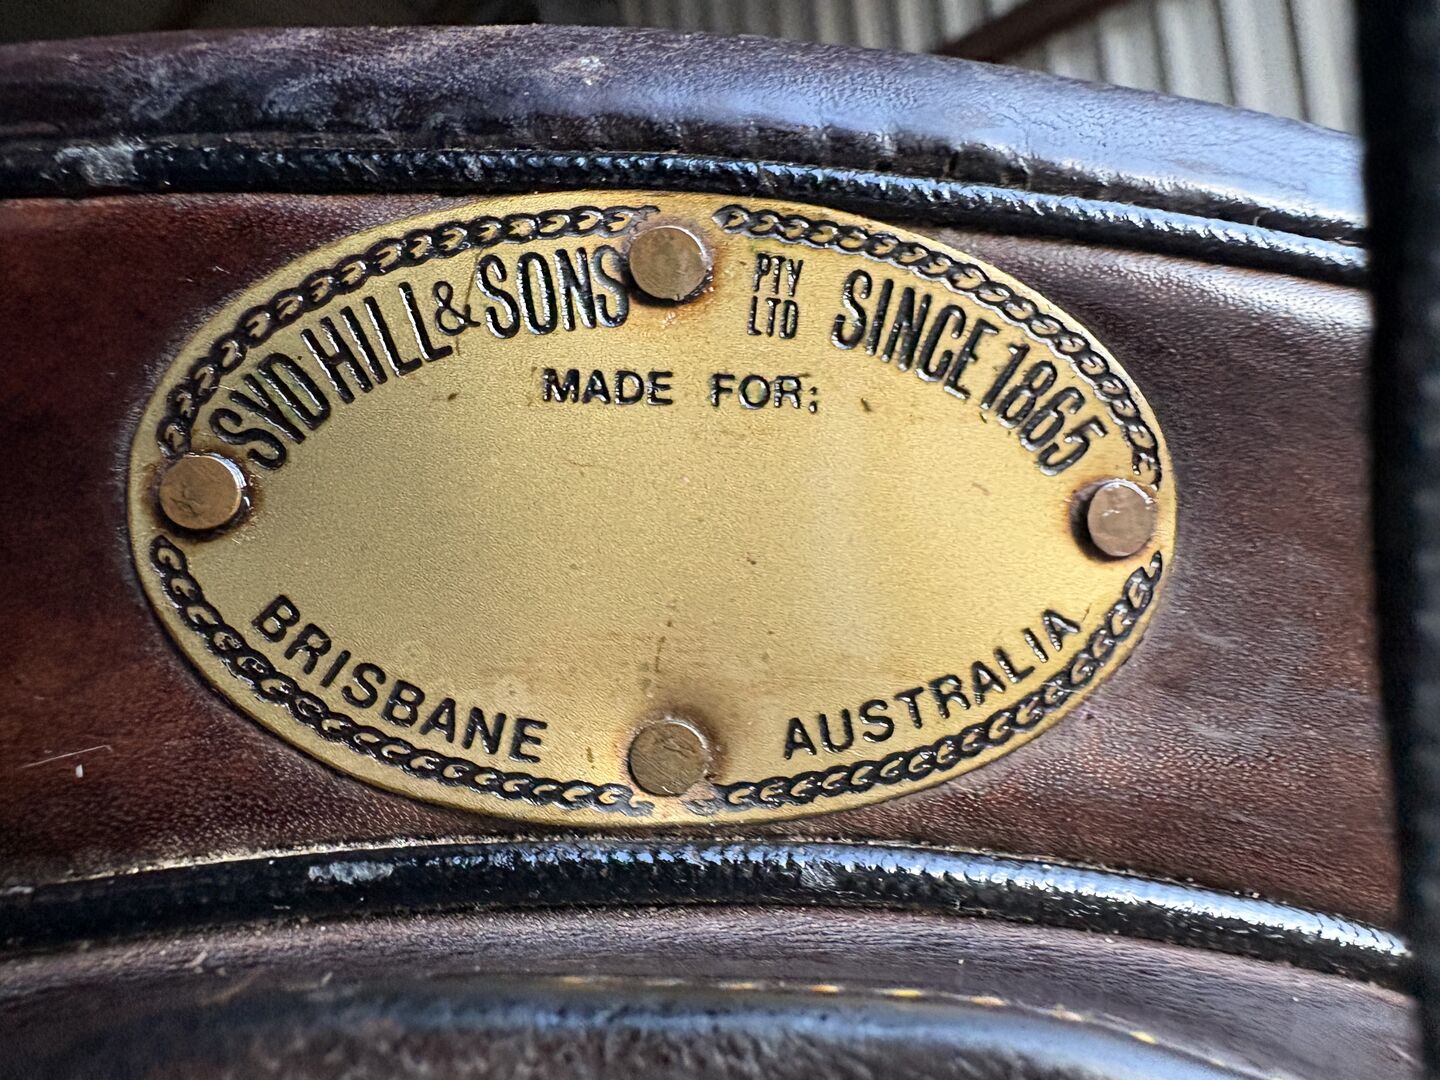 SYD HILL & SONS PTY LTD SINCE 1865
MADE FOR:
BRISBANE AUSTRALIA